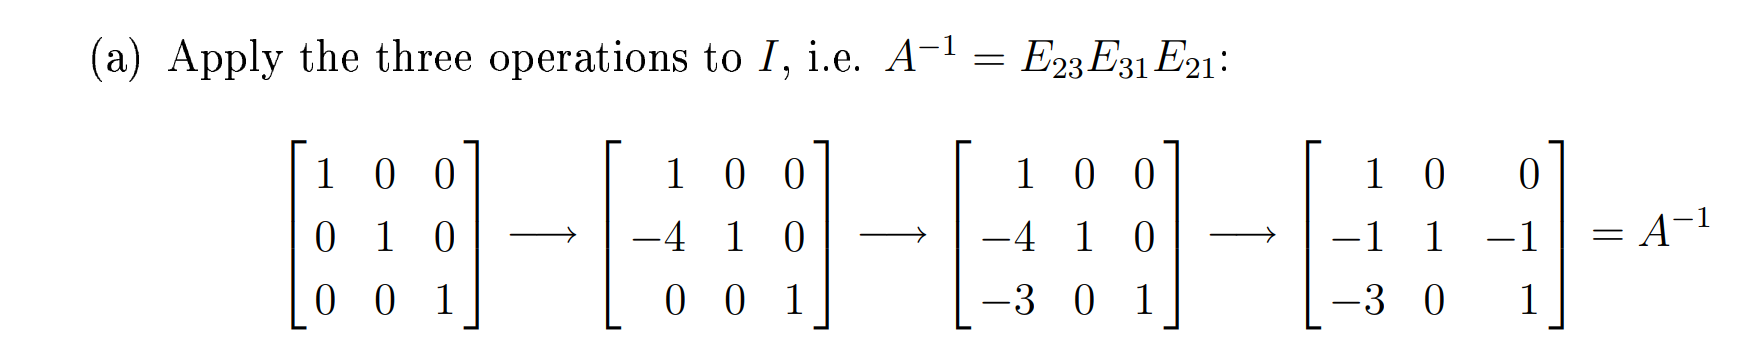 (a) Apply the three operations to I, i.e. A⁻¹ = E₂₃E₃₁E₂₁:
[1 0 0] [1 0 0] [1 0 0] [1 0 0]
[0 1 0] ⟶ [−4 1 0] ⟶ [−4 1 0] ⟶ [−1 1 −1] = A⁻¹
[0 0 1] [0 0 1] [−3 0 1] [−3 0 1]